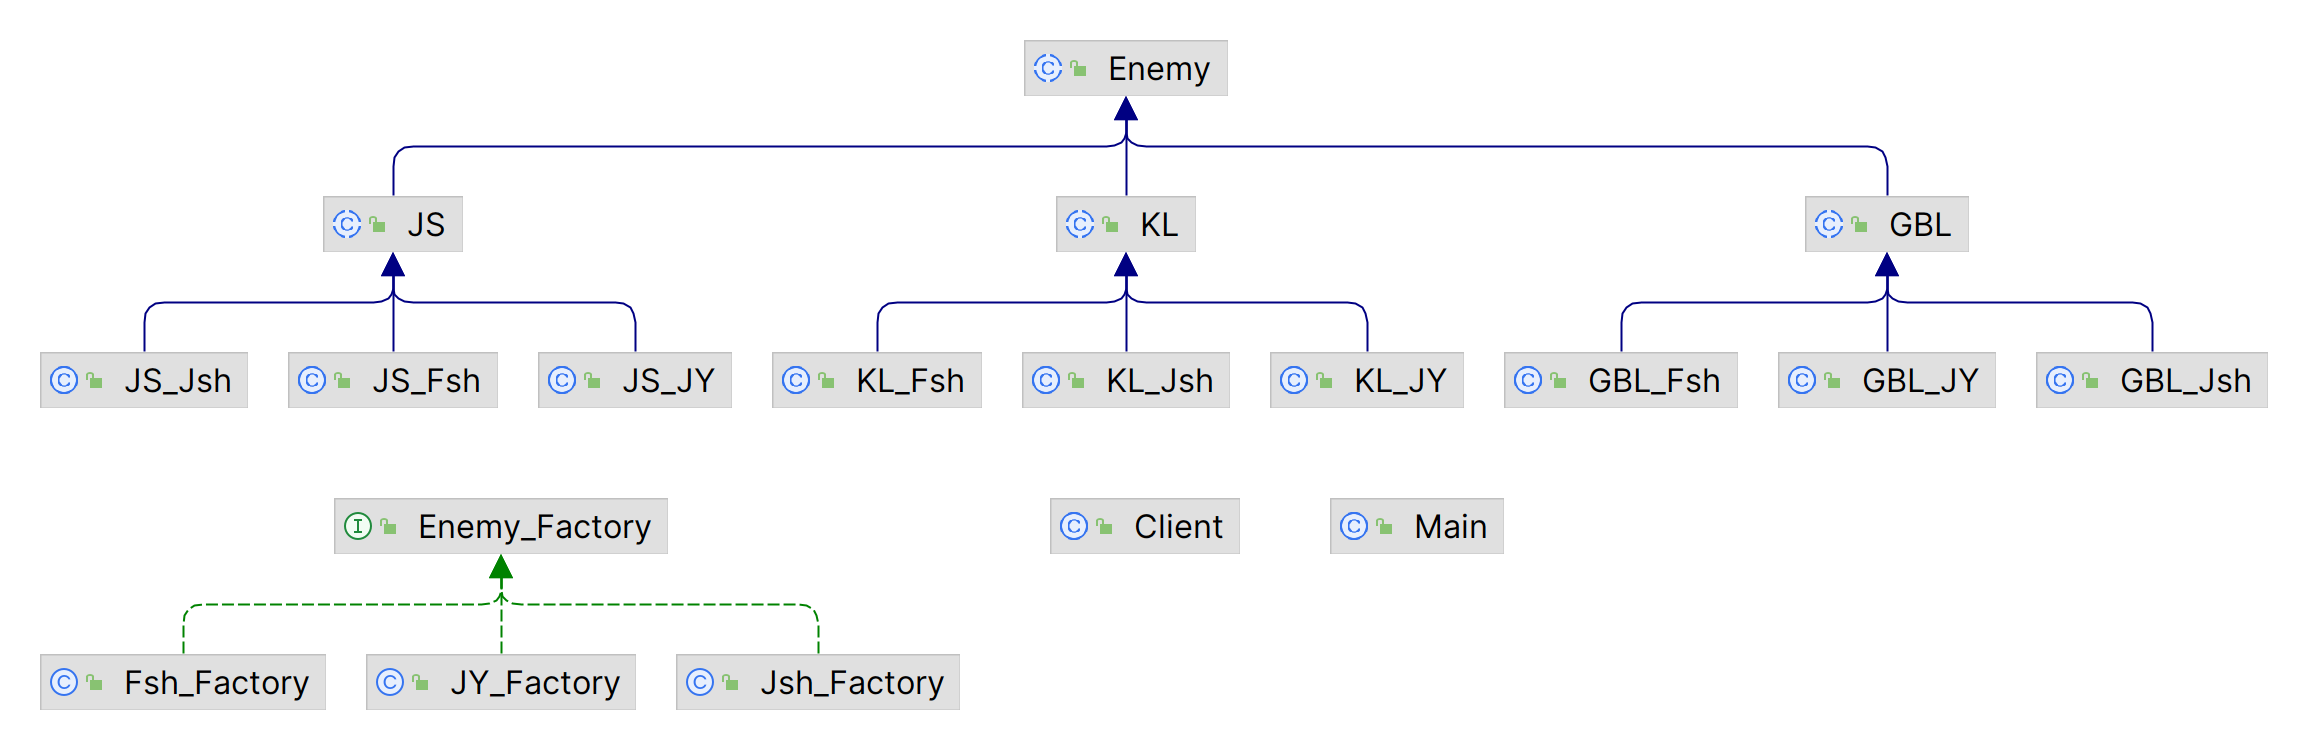 Enemy
JS
KL
GBL
JS_Jsh
JS_Fsh
JS_JY
KL_Fsh
KL_Jsh
KL_JY
GBL_Fsh
GBL_JY
GBL_Jsh
Enemy_Factory
Client
Main
Fsh_Factory
JY_Factory
Jsh_Factory